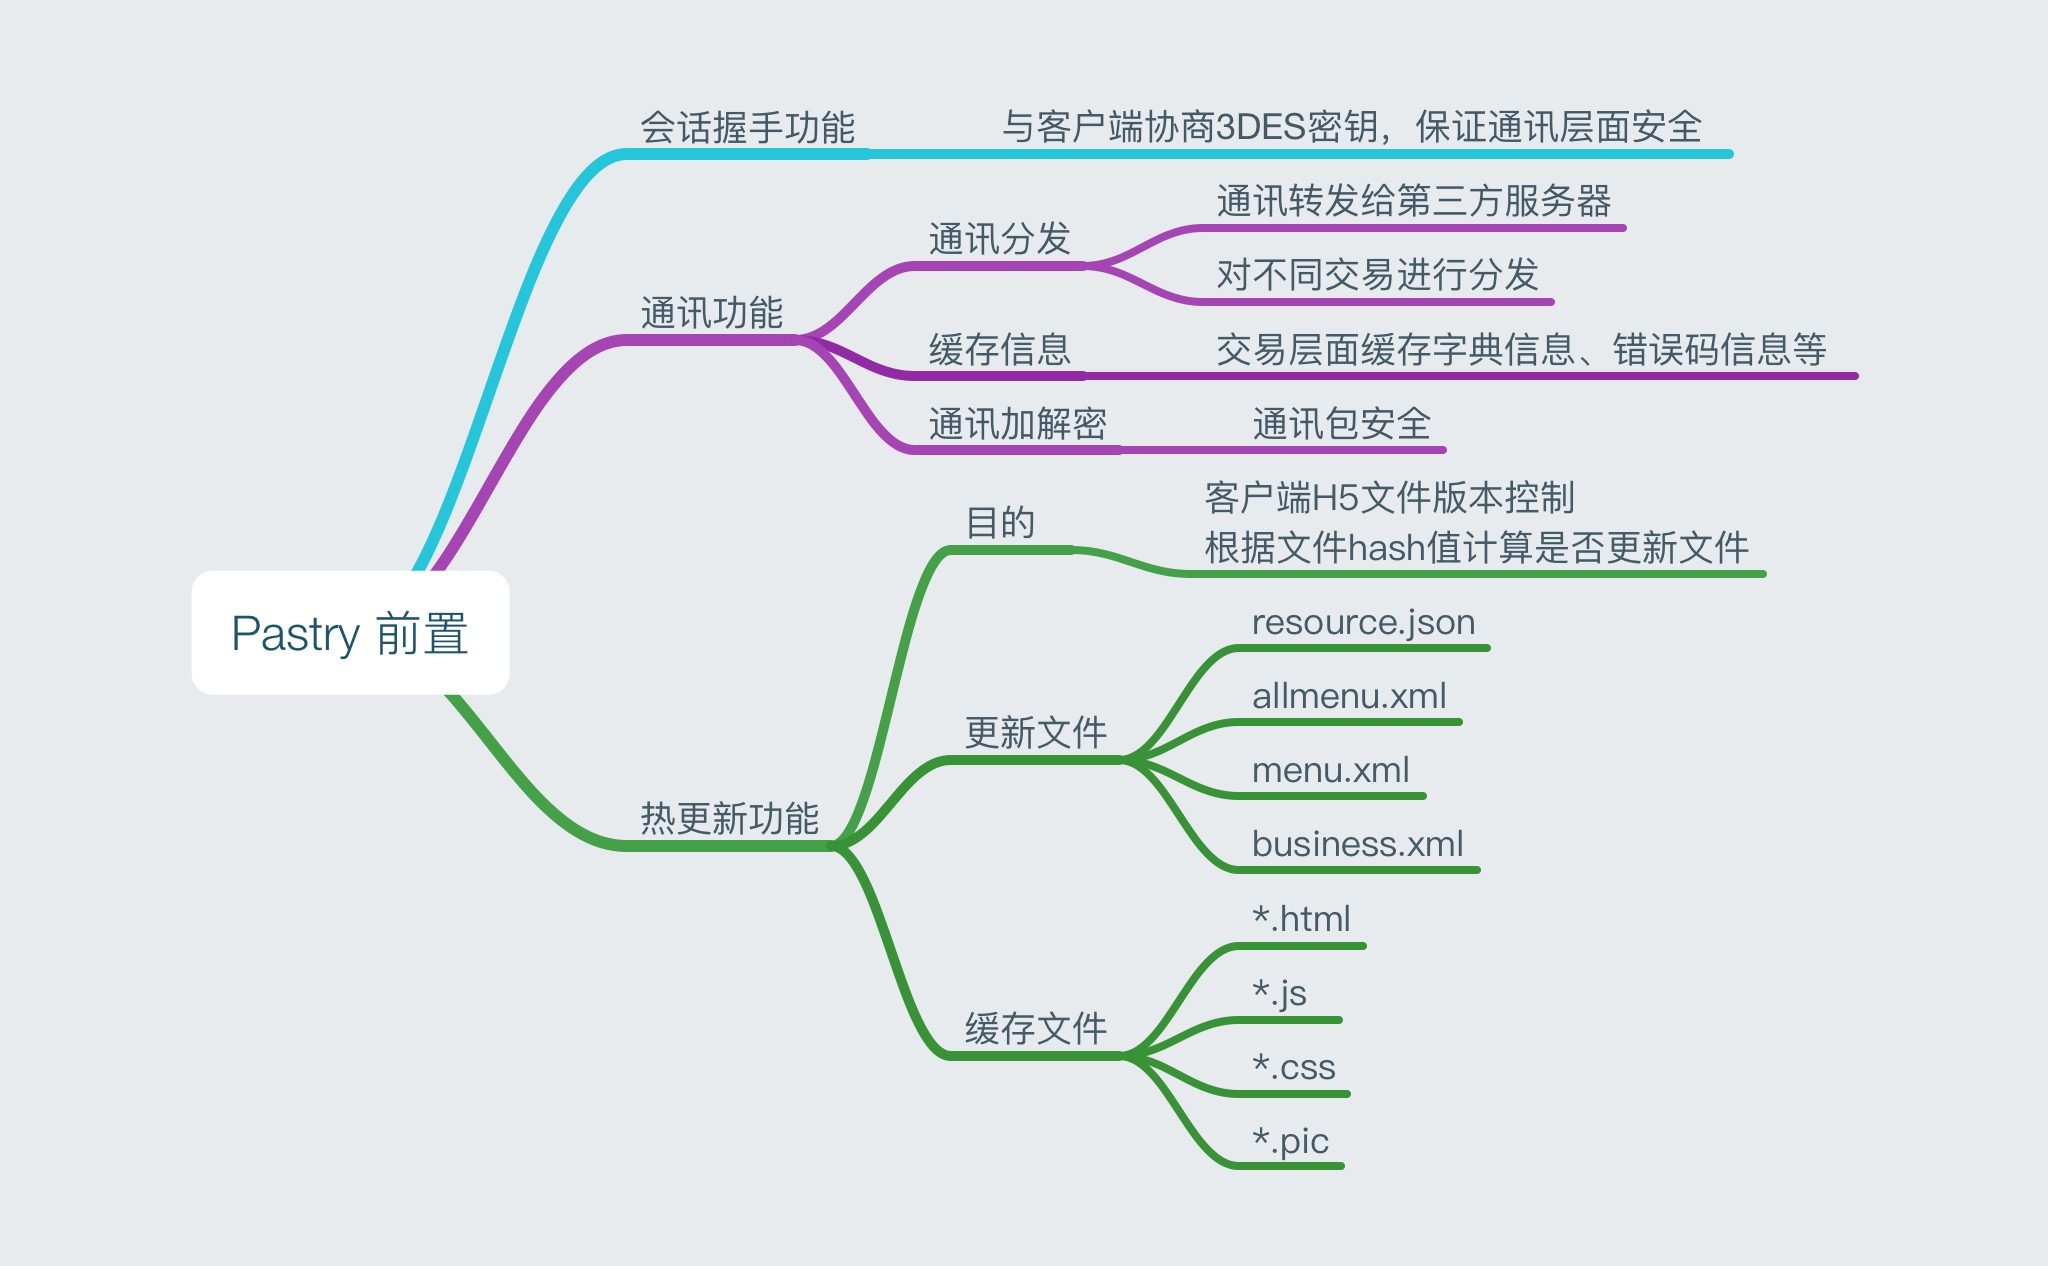 会话握手功能
与客户端协商3DES密钥，保证通讯层面安全
通讯功能
通讯分发
通讯转发给第三方服务器
对不同交易进行分发
缓存信息
交易层面缓存字典信息、错误码信息等
通讯加解密
通讯包安全
Pastry 前置
热更新功能
目的
客户端H5文件版本控制
根据文件hash值计算是否更新文件
更新文件
resource.json
allmenu.xml
menu.xml
business.xml
缓存文件
*.html
*.js
*.css
*.pic